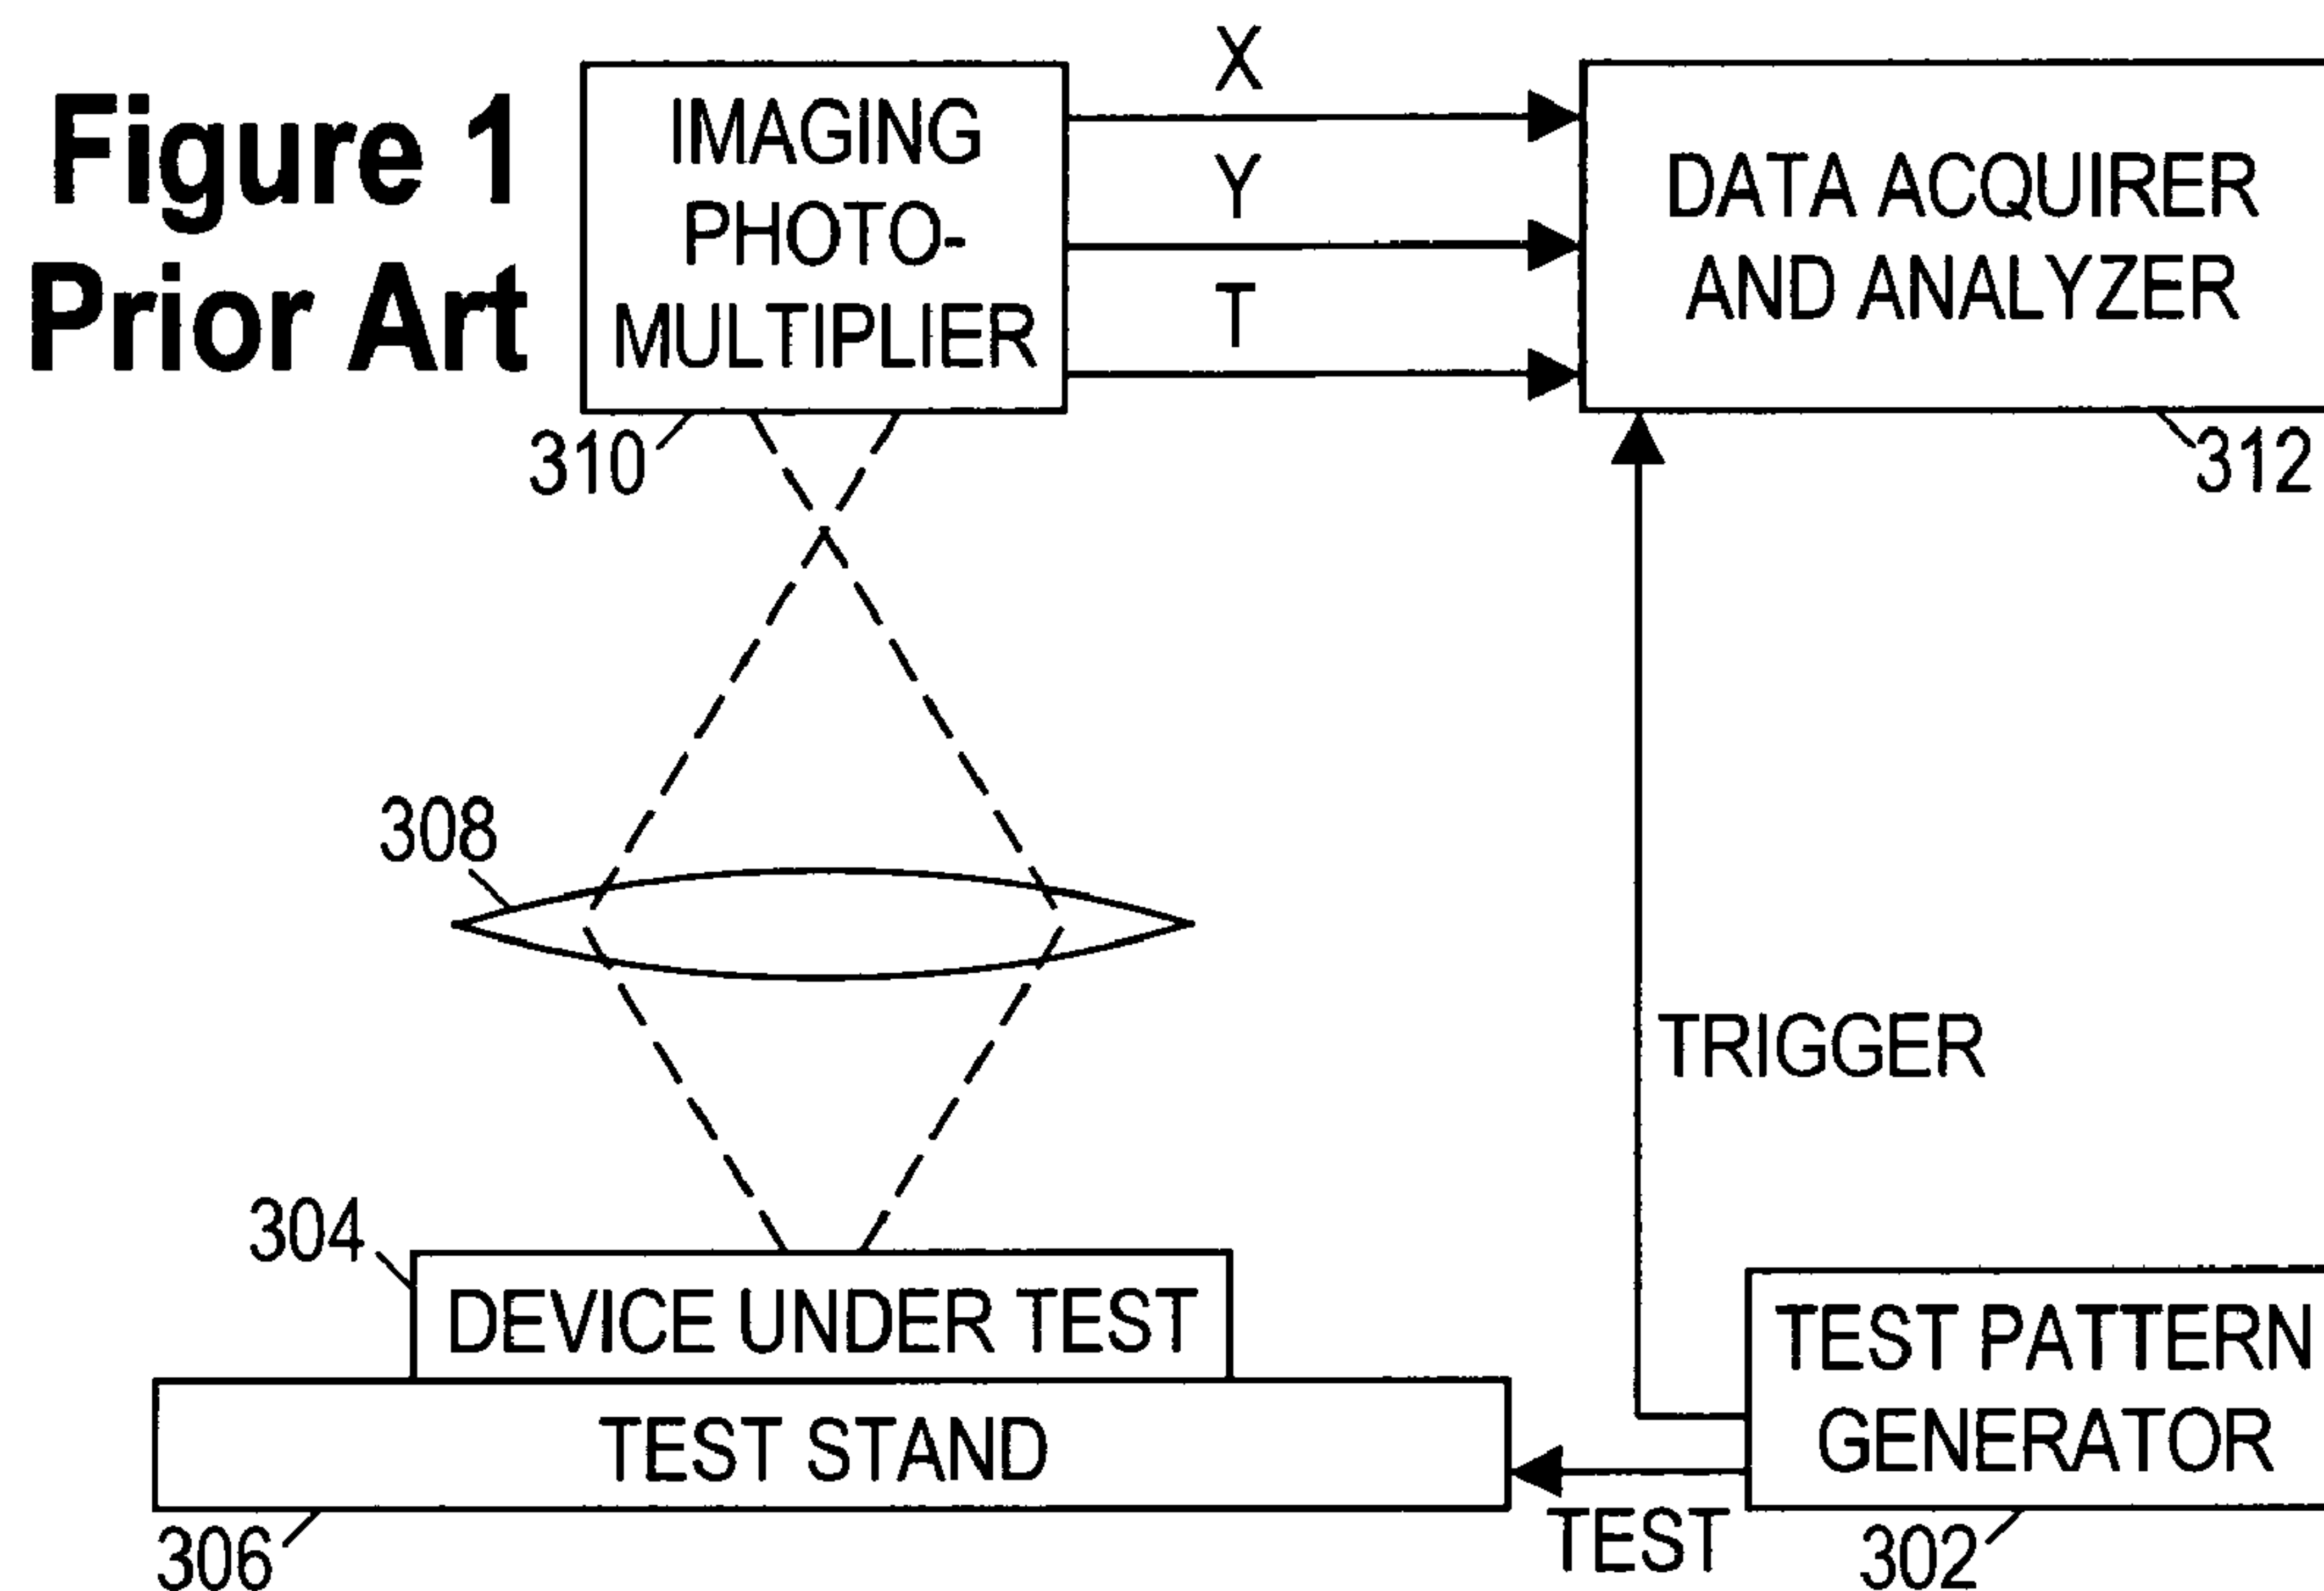 Figure 1
Prior Art
IMAGING
PHOTO-
MULTIPLIER
X
Y
T
DATA ACQUIRER
AND ANALYZER
310
312
308
TRIGGER
304
DEVICE UNDER TEST
TEST STAND
306
TEST PATTERN
GENERATOR
TEST
302